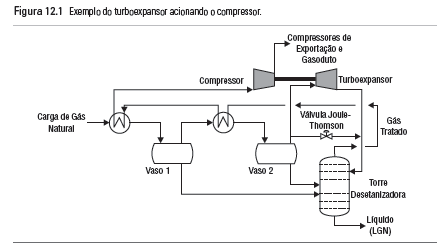 Figura 12.1 Exemplo do turboexpansor acionando o compressor.
Compressores de
Exportação e
Gasoduto
Compressor
Turboexpansor
Carga de Gás
Natural
Válvula Joule-
Thomson
Gás
Tratado
Vaso 1
Vaso 2
Torre
Desetanizadora
Líquido
(LGN)